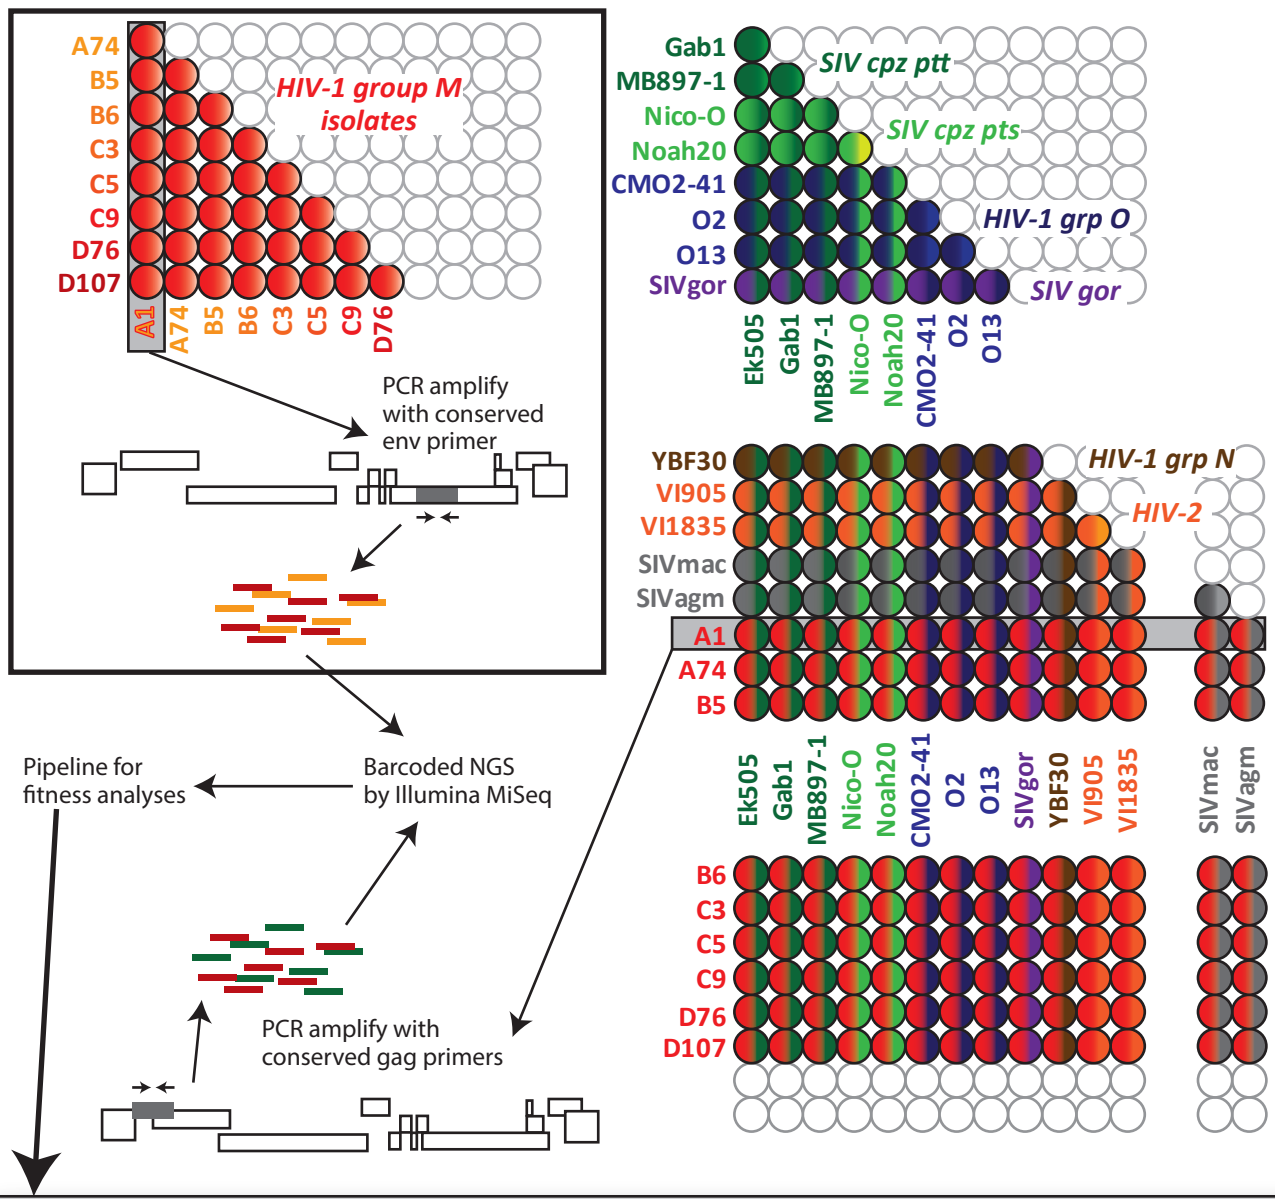 A74
B5
B6
C3
C5
C9
D76
D107
HIV-1 group M
isolates
A1
A74
B5
B6
C3
C5
C9
D76
PCR amplify
with conserved
env primer
Gab1
MB897-1
Nico-O
Noah20
CMO2-41
O2
O13
SIVgor
SIV cpz ptt
SIV cpz pts
HIV-1 grp O
SIV gor
Ek505
Gab1
MB897-1
Nico-O
Noah20
CMO2-41
O2
O13
YBF30
VI905
VI1835
SIVmac
SIVagm
A1
A74
B5
HIV-1 grp N
HIV-2
Ek505
Gab1
MB897-1
Nico-O
Noah20
CMO2-41
O2
O13
SIVgor
YBF30
VI905
VI1835
SIVmac
SIVagm
B6
C3
C5
C9
D76
D107
Pipeline for
fitness analyses
Barcoded NGS
by Illumina MiSeq
PCR amplify with
conserved gag primers